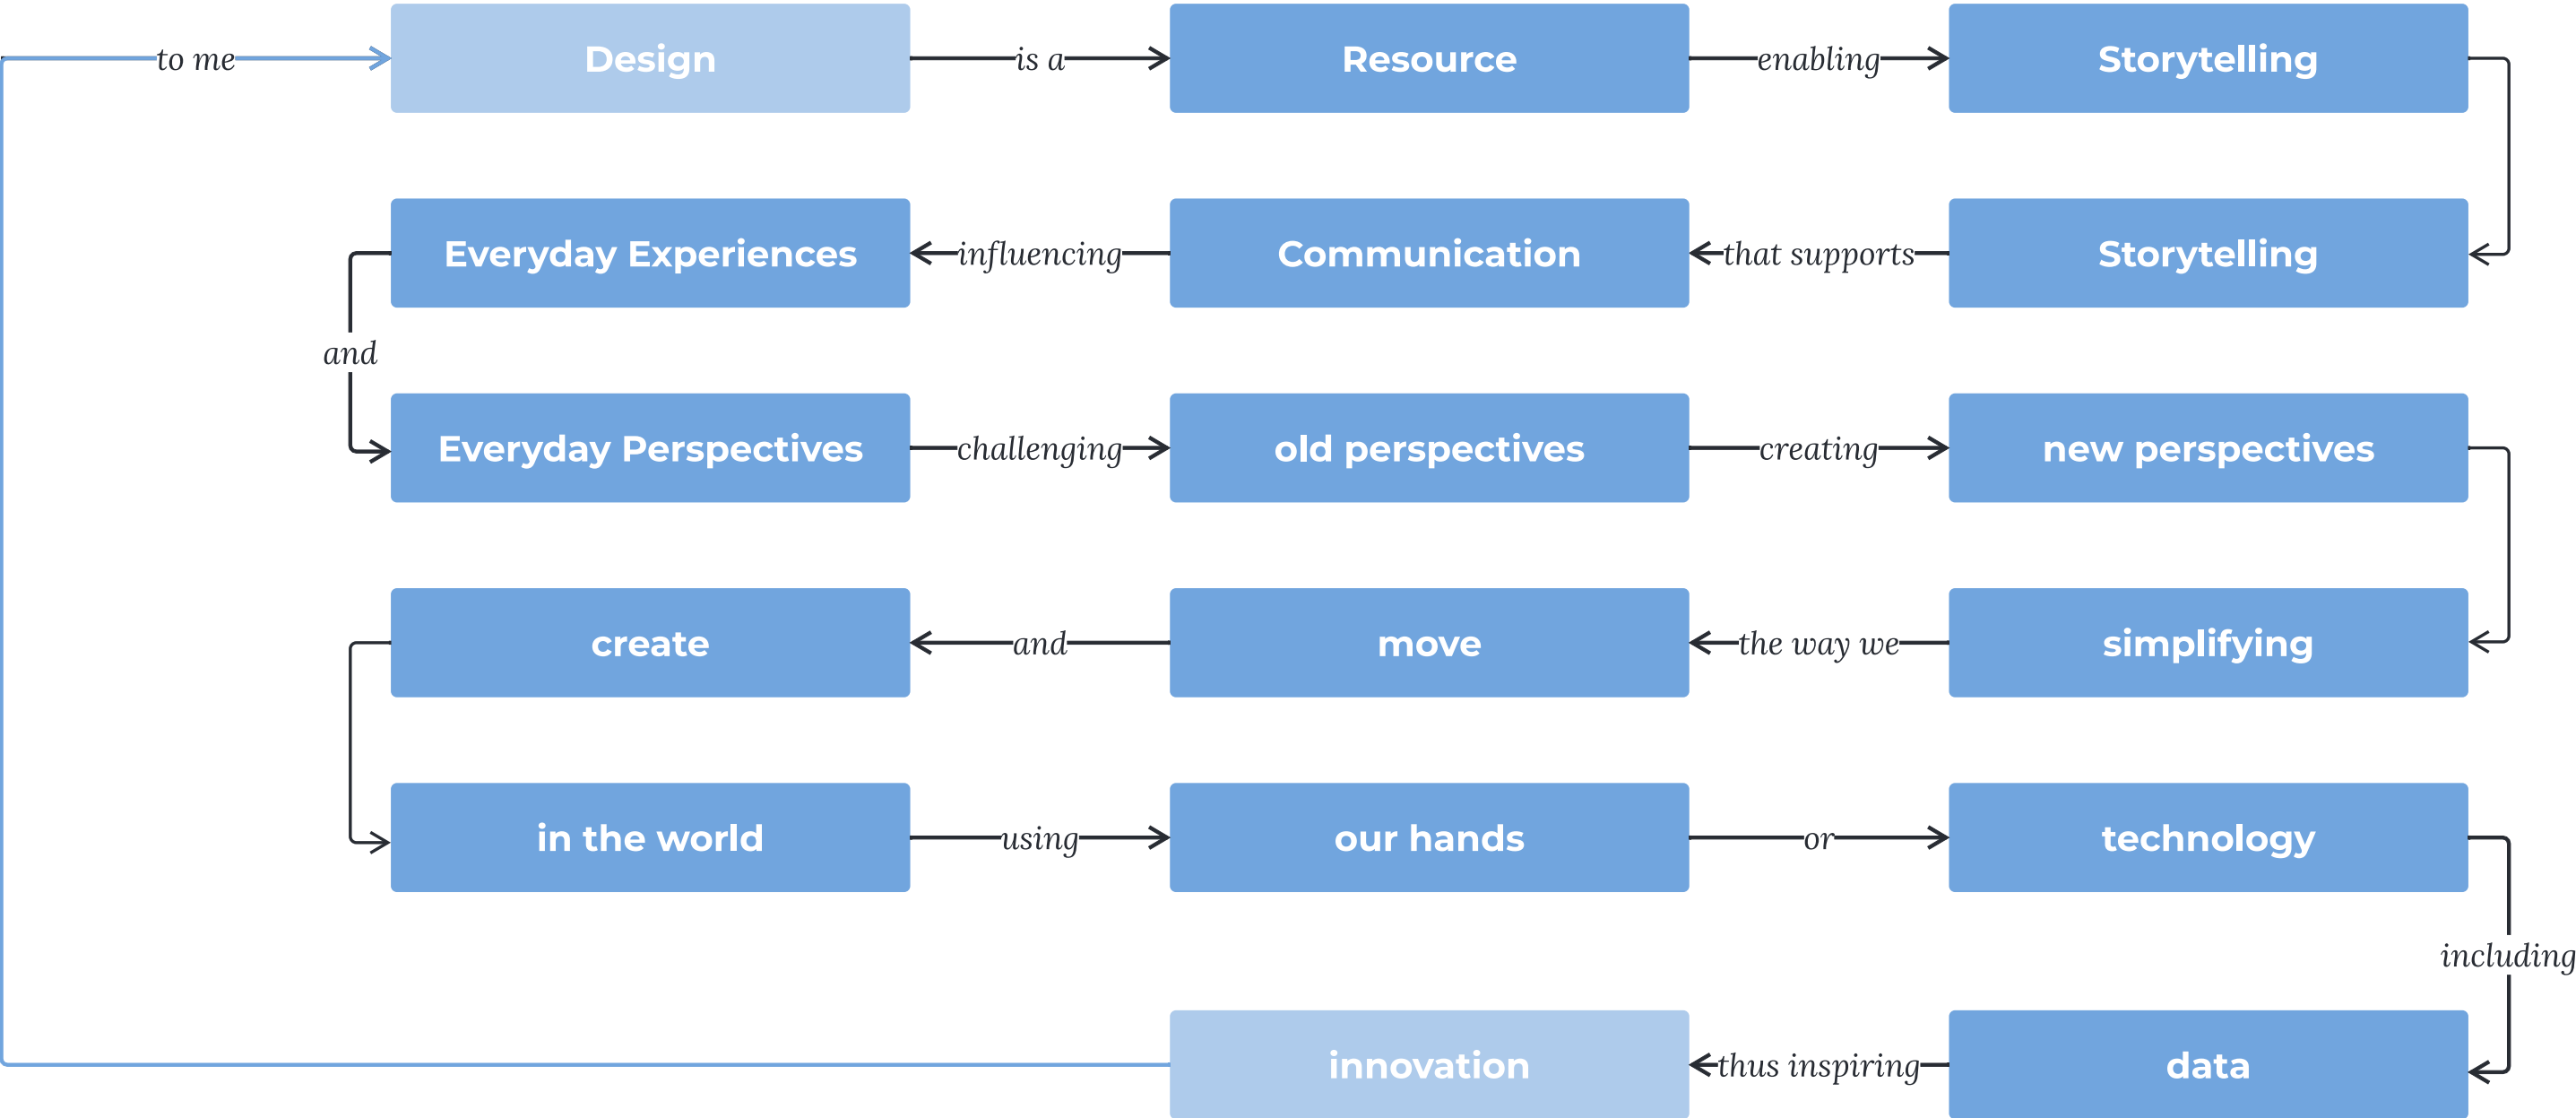 to me Design is a Resource enabling Storytelling
Everyday Experiences influencing Communication that supports Storytelling
and
Everyday Perspectives challenging old perspectives creating new perspectives
create and move the way we simplifying
in the world using our hands or technology
including
innovation thus inspiring data